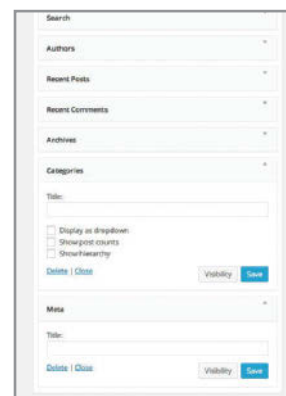 Search
Authors
Recent Posts
Recent Comments
Archives
Categories
Title:
Display as dropdown
Show post counts
Show hierarchy
Delete | Close
Visibility
Save
Meta
Title:
Delete | Close
Visibility
Save